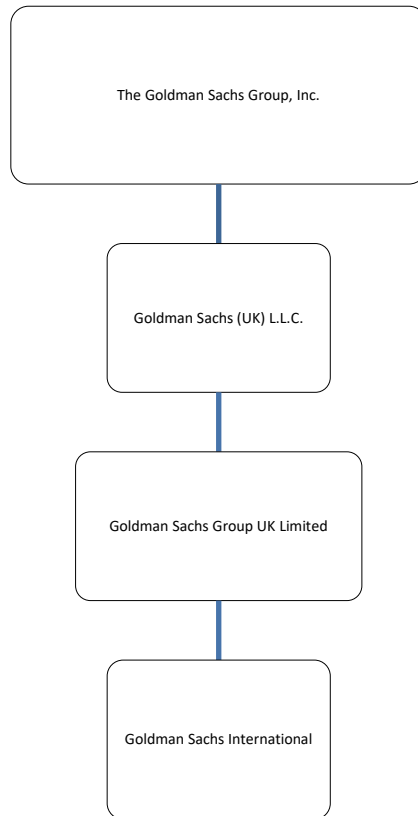 The Goldman Sachs Group, Inc.
Goldman Sachs (UK) L.L.C.
Goldman Sachs Group UK Limited
Goldman Sachs International